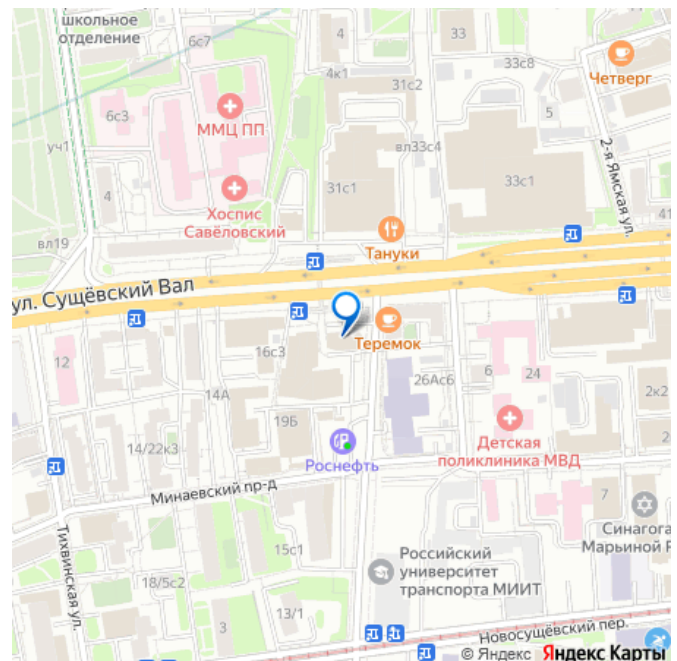 школьное
отделение
6с7
4
33
33с8
Четверг
4к1
31с2
6с3
ММЦ ПП
5
уч1
вл33с4
2-я Ямская ул.
4
31с1
33с1
Хоспис
Савёловский
41
вл19
Тануки
ул. Сущёвский Вал
Теремок
16с3
12
6
24
26Ас6
14А
2к2
19Б
14/22к3
Роснефть
Детская
поликлиника МВД
2
Минаевский пр-д
7
Синагога
Марьиной Р
Тихвинская ул.
15с1
Российский
университет
транспорта МИИТ
18/5с2
13/1
3
Новосущёвский пер.
© Яндекс Яндекс Карты